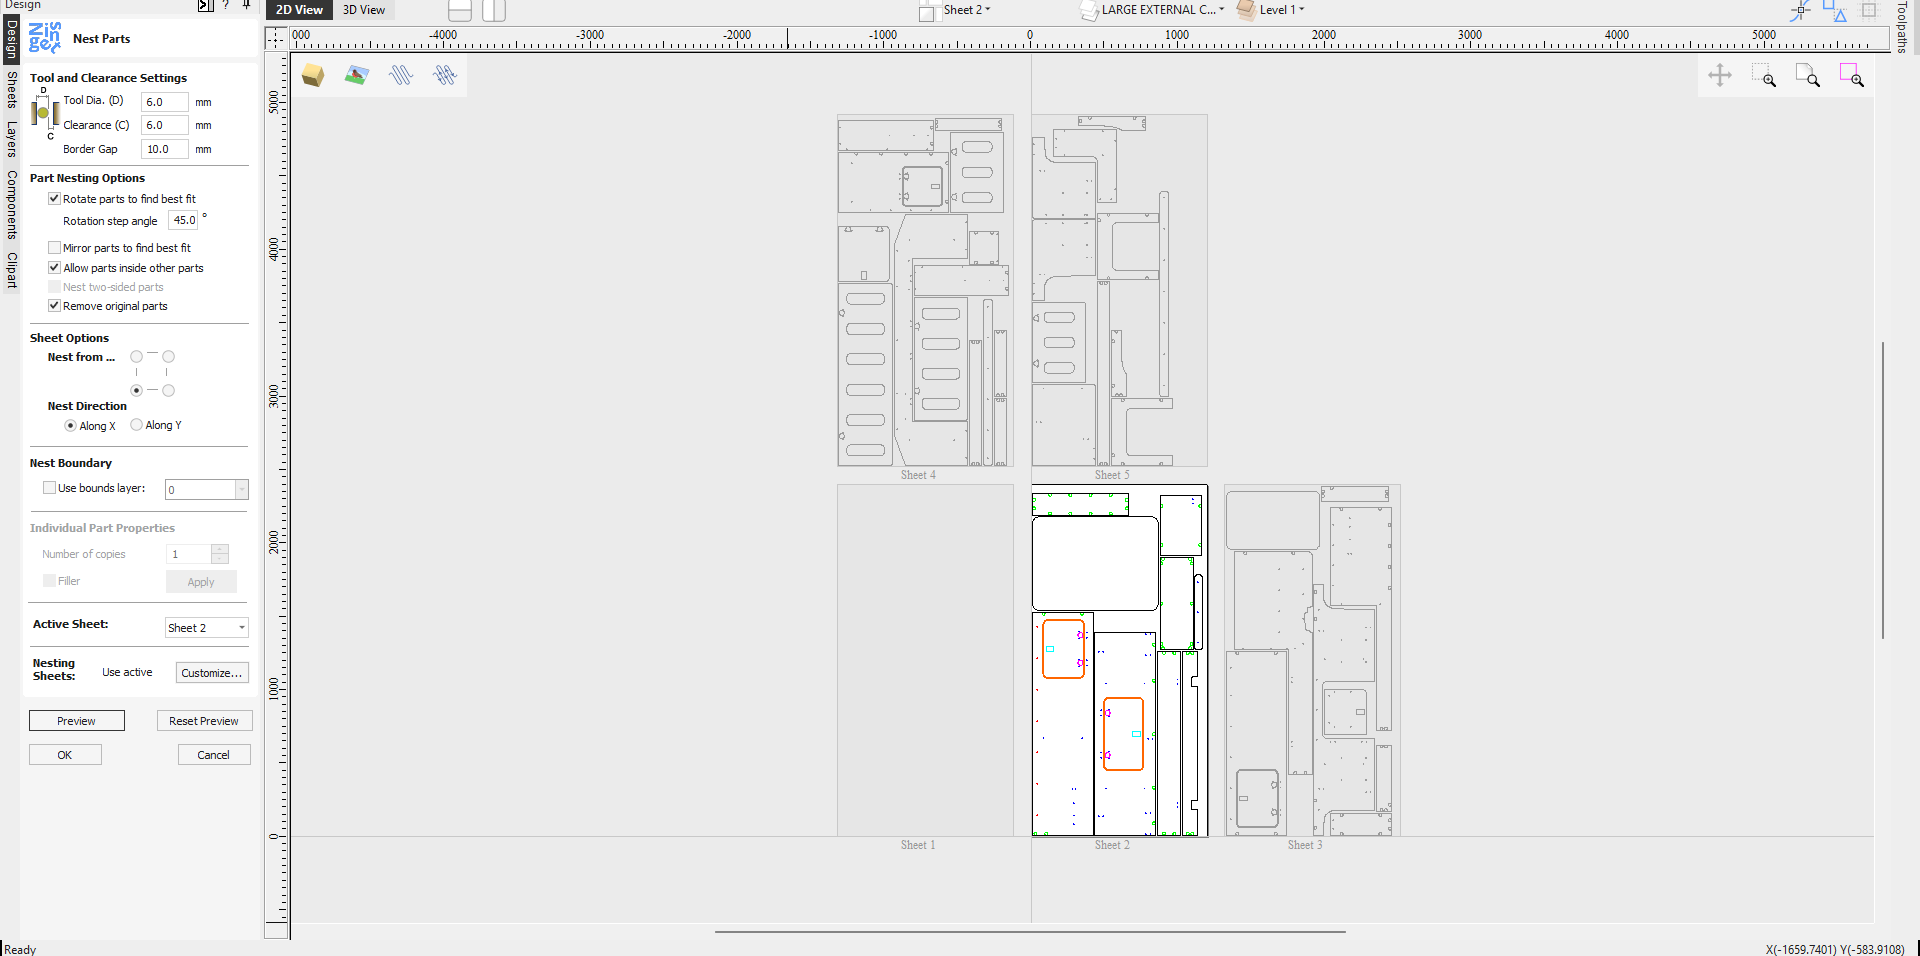 Design
?
2D View
3D View
Sheet 2
LARGE EXTERNAL C...
Level 1
Toolpaths
Design
Sheets
Layers
Components
Clipart
Nest Parts
Tool and Clearance Settings
D
C
Tool Dia. (D) 6.0 mm
Clearance (C) 6.0 mm
Border Gap 10.0 mm
Part Nesting Options
Rotate parts to find best fit
Rotation step angle 45.0 °
Mirror parts to find best fit
Allow parts inside other parts
Nest two-sided parts
Remove original parts
Sheet Options
Nest from ...
Nest Direction
Along X Along Y
Nest Boundary
Use bounds layer: 0
Individual Part Properties
Number of copies 1
Filler Apply
Active Sheet: Sheet 2
Nesting
Sheets: Use active Customize...
Preview Reset Preview
OK Cancel
000 -4000 -3000 -2000 -1000 0 1000 2000 3000 4000 5000
5000
4000
3000
2000
1000
0
Sheet 4
Sheet 5
Sheet 1
Sheet 2
Sheet 3
Ready
X(-1659.7401) Y(-583.9108)